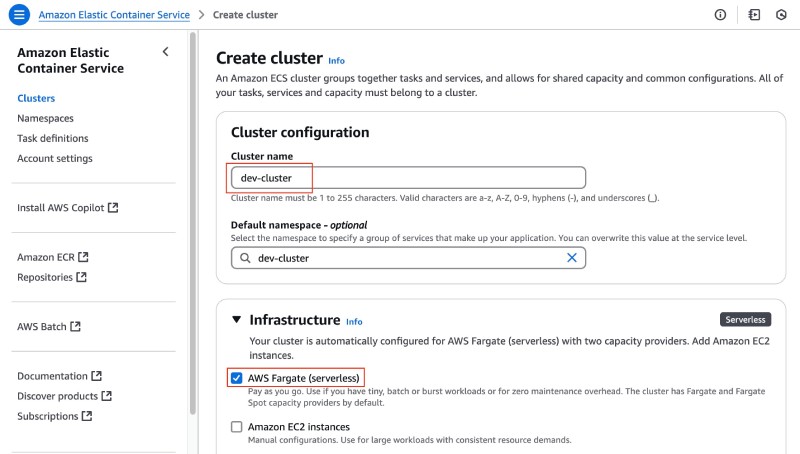 Amazon Elastic Container Service > Create cluster
Amazon Elastic
Container Service
Clusters
Namespaces
Task definitions
Account settings
Install AWS Copilot
Amazon ECR
Repositories
AWS Batch
Documentation
Discover products
Subscriptions
Create cluster Info
An Amazon ECS cluster groups together tasks and services, and allows for shared capacity and common configurations. All of
your tasks, services and capacity must belong to a cluster.
Cluster configuration
Cluster name
dev-cluster
Cluster name must be 1 to 255 characters. Valid characters are a-z, A-Z, 0-9, hyphens (-), and underscores (_).
Default namespace - optional
Select the namespace to specify a group of services that make up your application. You can overwrite this value at the service level.
dev-cluster
Infrastructure Info
Serverless
Your cluster is automatically configured for AWS Fargate (serverless) with two capacity providers. Add Amazon EC2
instances.
AWS Fargate (serverless)
Pay as you go. Use if you have tiny, batch or burst workloads or for zero maintenance overhead. The cluster has Fargate and Fargate
Spot capacity providers by default.
Amazon EC2 instances
Manual configurations. Use for large workloads with consistent resource demands.